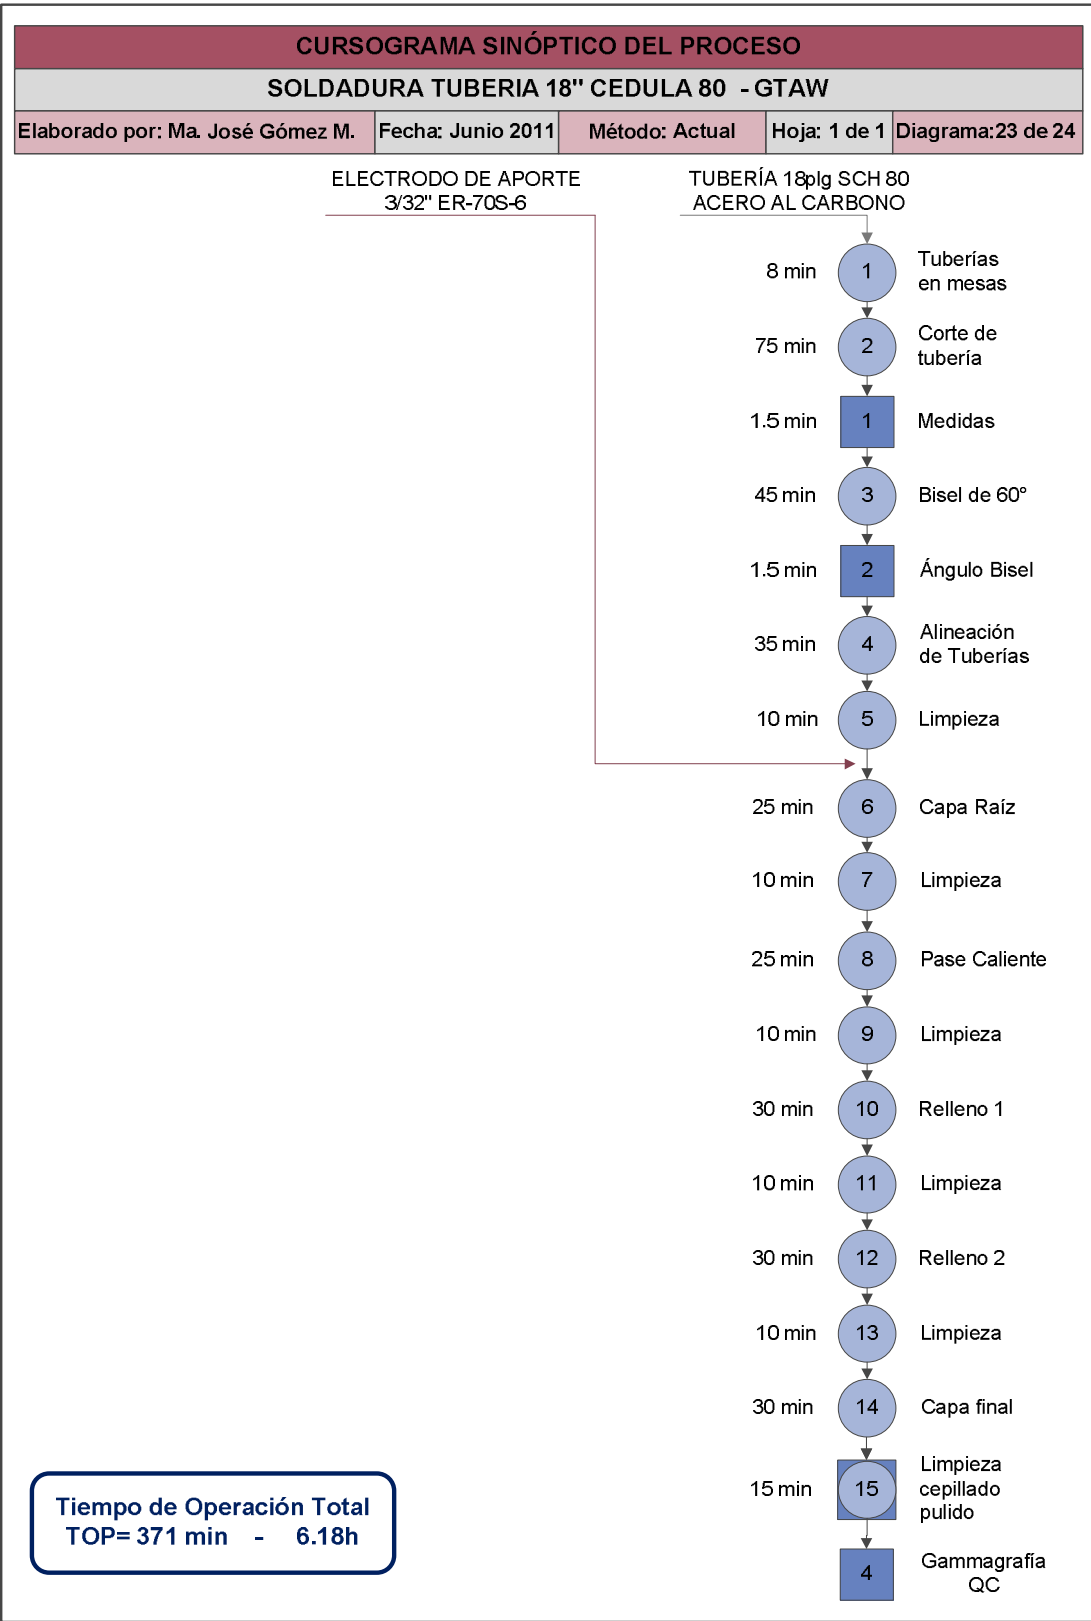 CURSOGRAMA SINÓPTICO DEL PROCESO
SOLDADURA TUBERIA 18" CEDULA 80 - GTAW
Elaborado por: Ma. José Gómez M. Fecha: Junio 2011 Método: Actual Hoja: 1 de 1 Diagrama:23 de 24
ELECTRODO DE APORTE
3/32" ER-70S-6
TUBERÍA 18plg SCH 80
ACERO AL CARBONO
8 min 1 Tuberías
en mesas
75 min 2 Corte de
tubería
1.5 min 1 Medidas
45 min 3 Bisel de 60°
1.5 min 2 Ángulo Bisel
35 min 4 Alineación
de Tuberías
10 min 5 Limpieza
25 min 6 Capa Raíz
10 min 7 Limpieza
25 min 8 Pase Caliente
10 min 9 Limpieza
30 min 10 Relleno 1
10 min 11 Limpieza
30 min 12 Relleno 2
10 min 13 Limpieza
30 min 14 Capa final
15 min 15 Limpieza
cepillado
pulido
4 Gammagrafía
QC
Tiempo de Operación Total
TOP= 371 min - 6.18h